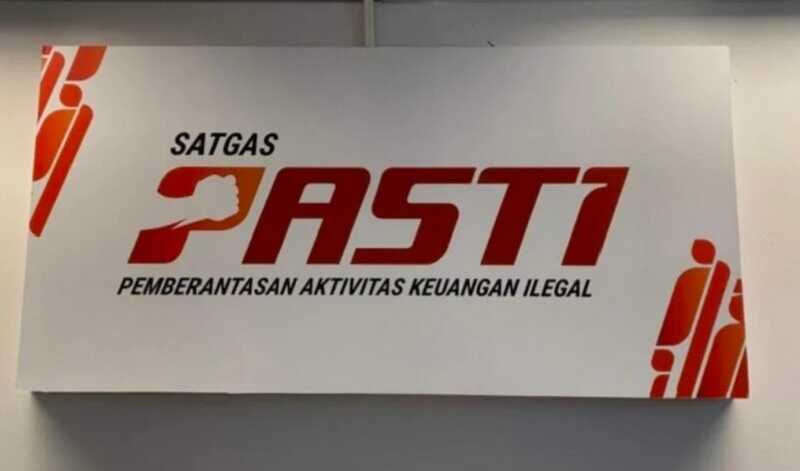 SATGAS
PASTI
PEMBERANTASAN AKTIVITAS KEUANGAN ILEGAL